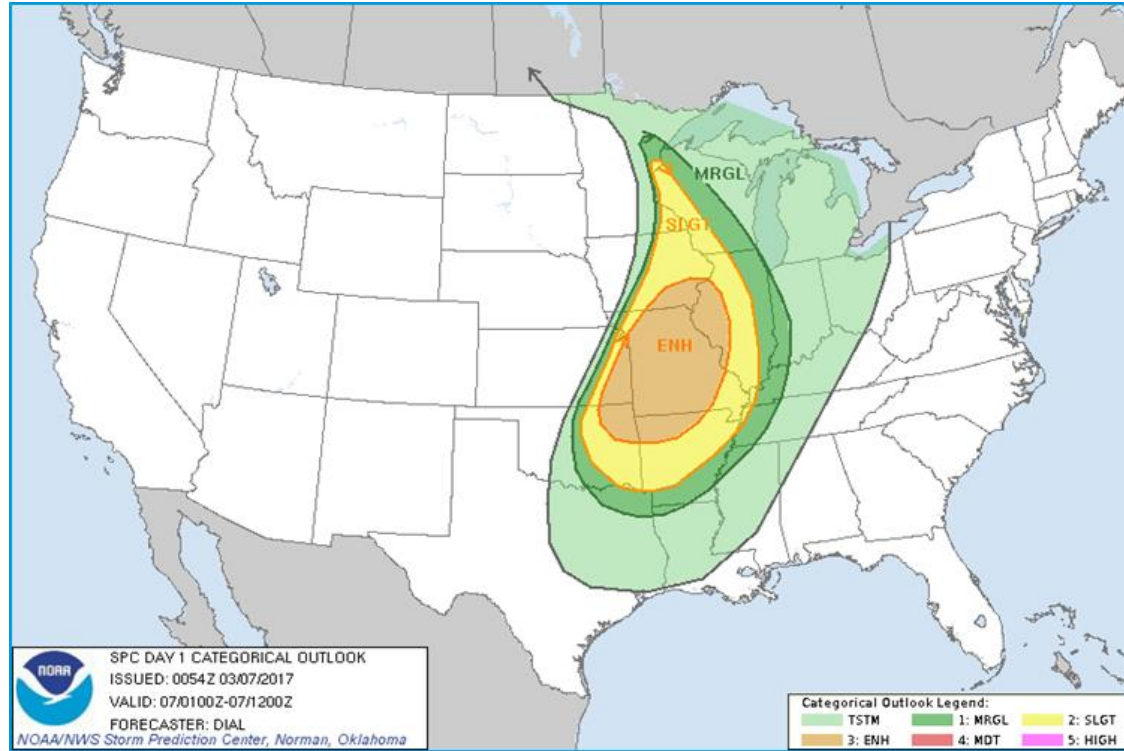 MRGL
SLGT
ENH
NOAA
SPC DAY 1 CATEGORICAL OUTLOOK
ISSUED: 0054Z 03/07/2017
VALID: 07/0100Z-07/1200Z
FORECASTER: DIAL
NOAA/NWS Storm Prediction Center, Norman, Oklahoma
Categorical Outlook Legend:
TSTM 1: MRGL 2: SLGT
3: ENH 4: MDT 5: HIGH